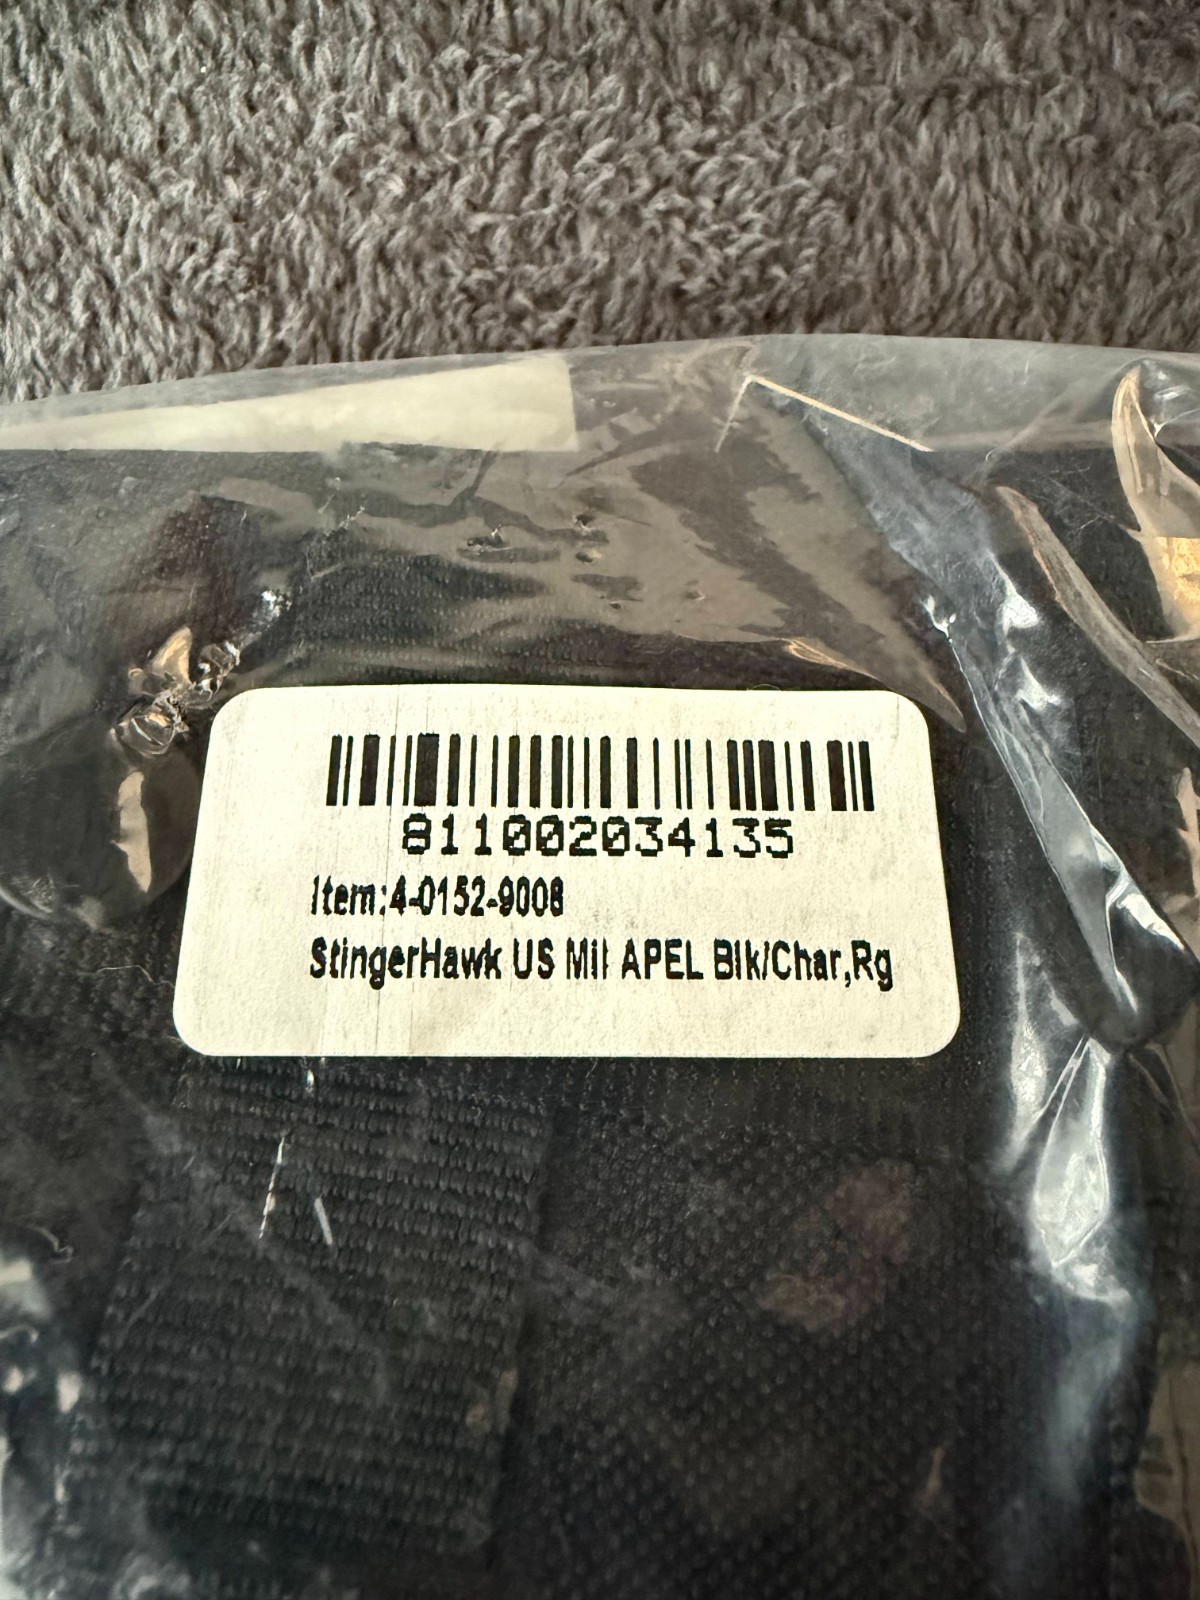 811002034135
Item:4-0152-9008
StingerHawk US Mil APEL Blk/Char,Rg